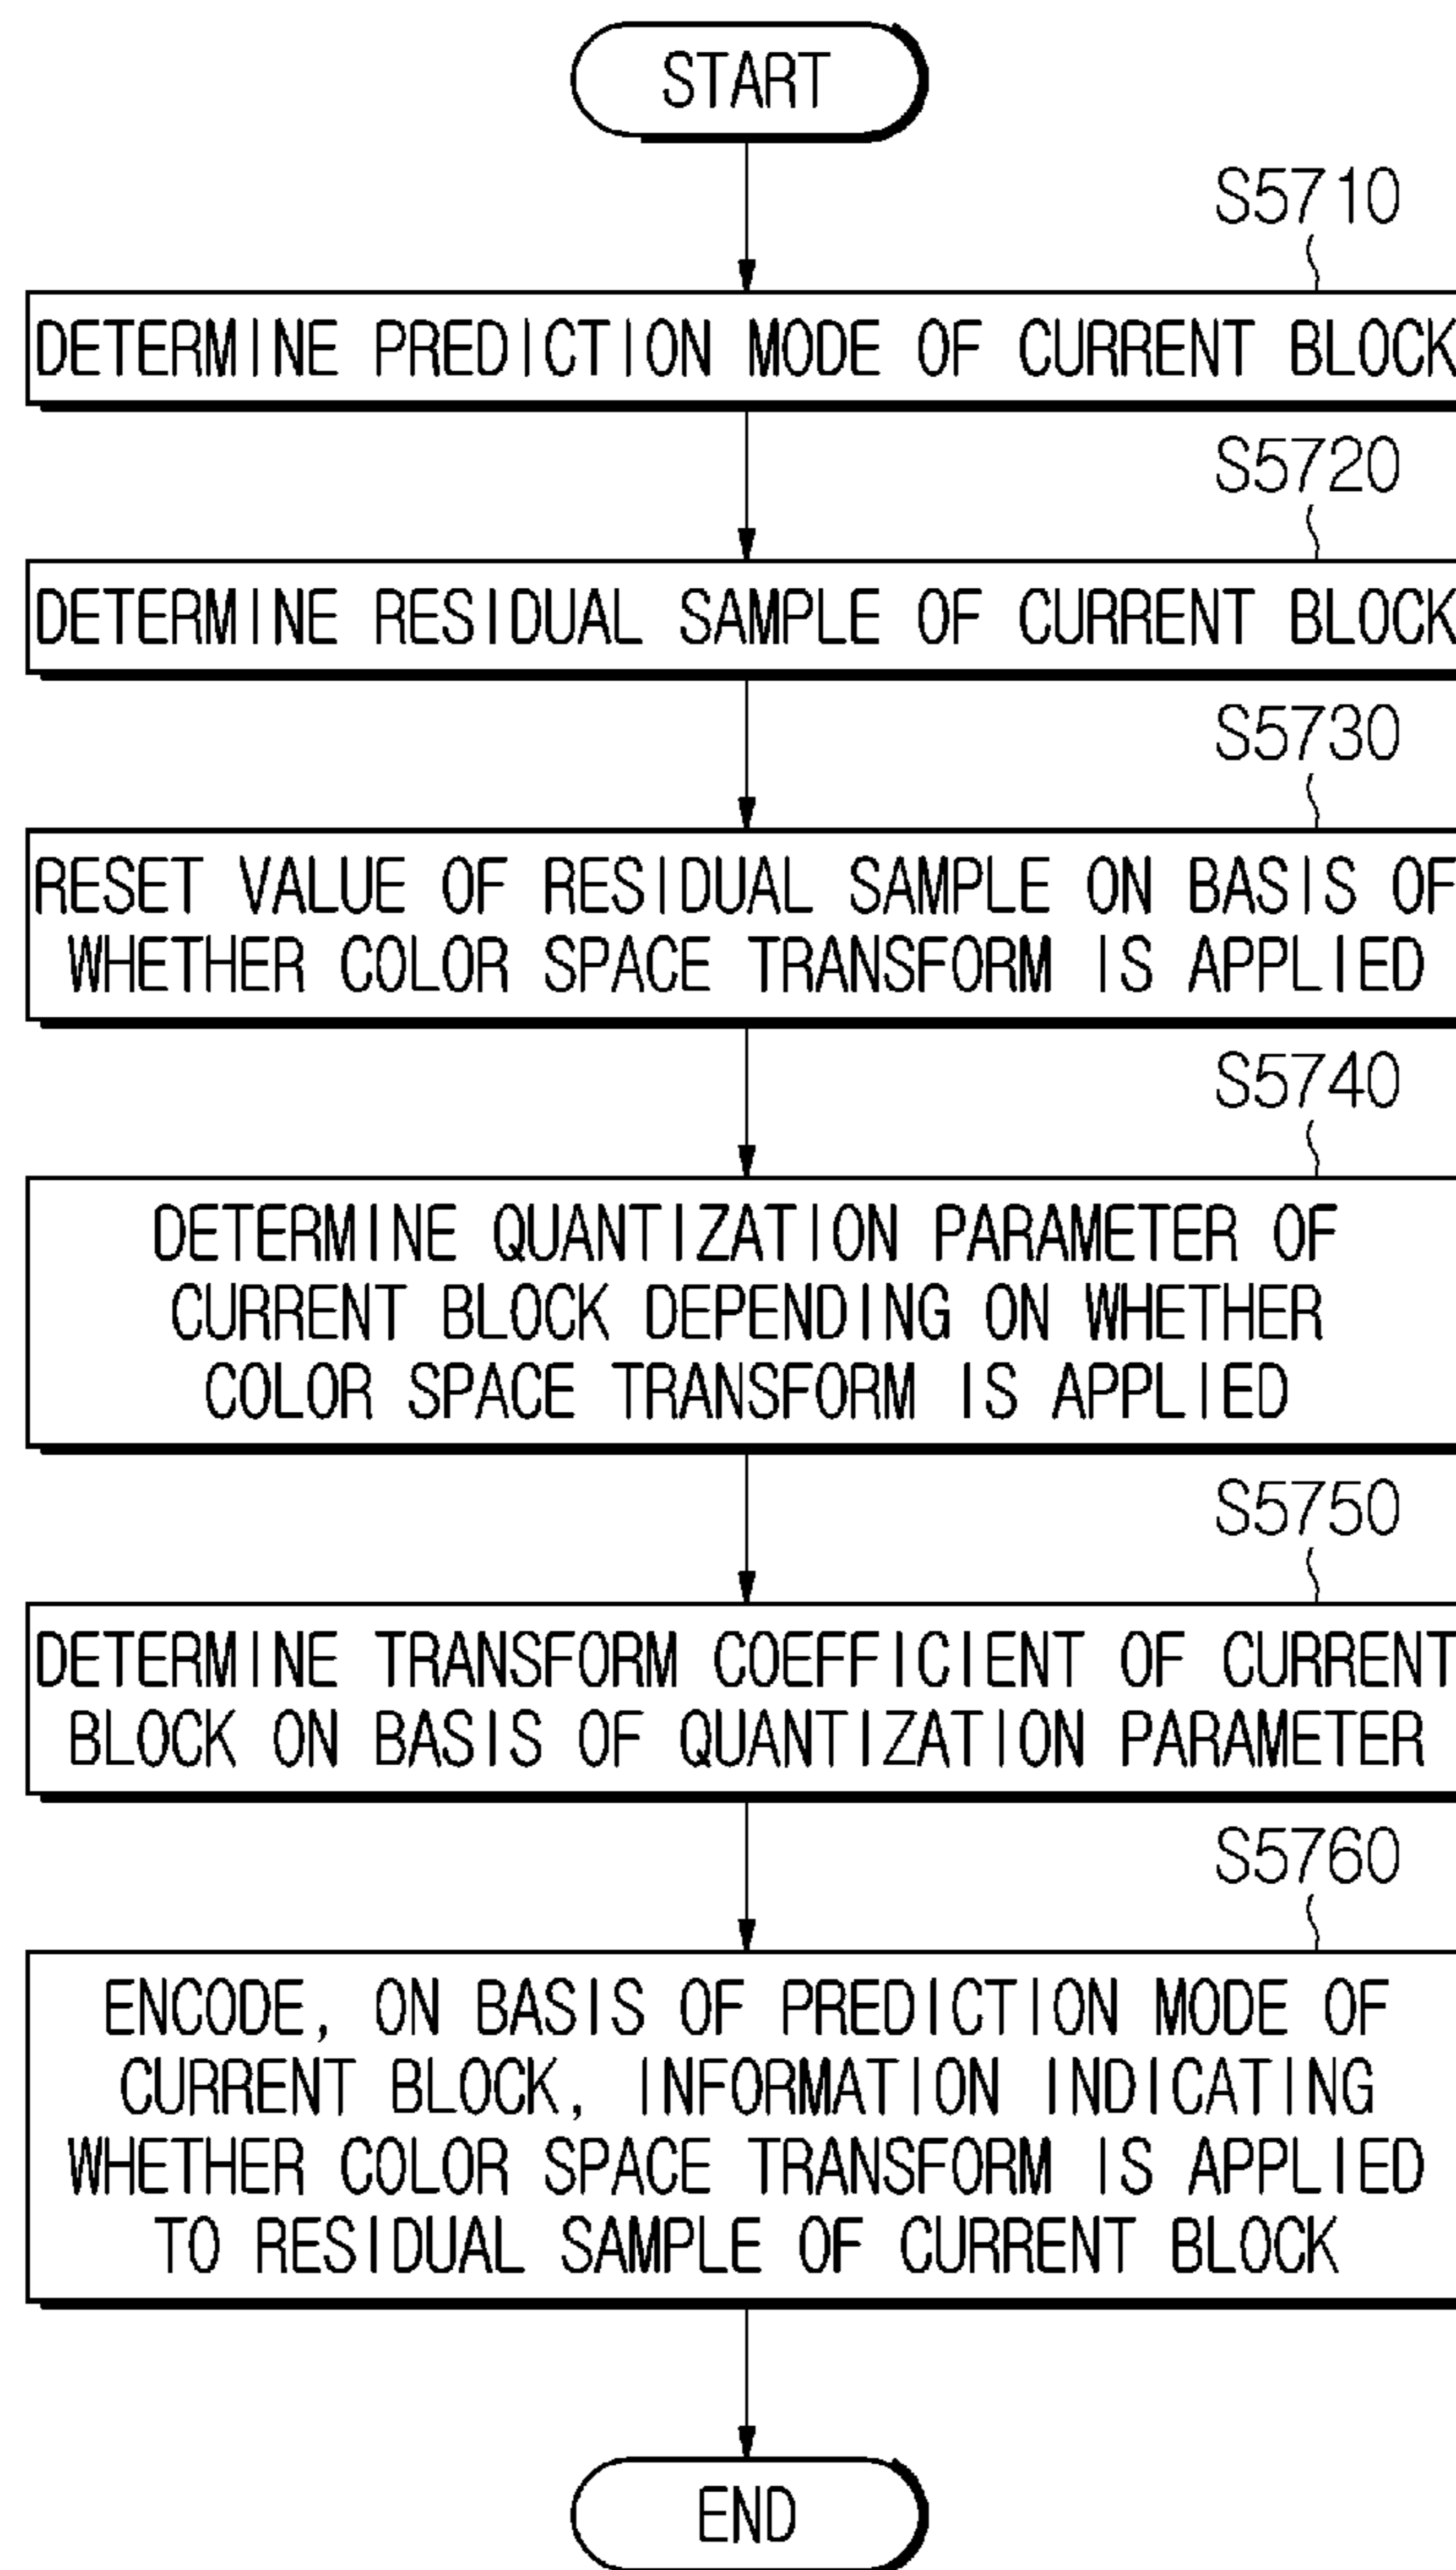 START
S5710
DETERMINE PREDICTION MODE OF CURRENT BLOCK
S5720
DETERMINE RESIDUAL SAMPLE OF CURRENT BLOCK
S5730
RESET VALUE OF RESIDUAL SAMPLE ON BASIS OF
WHETHER COLOR SPACE TRANSFORM IS APPLIED
S5740
DETERMINE QUANTIZATION PARAMETER OF
CURRENT BLOCK DEPENDING ON WHETHER
COLOR SPACE TRANSFORM IS APPLIED
S5750
DETERMINE TRANSFORM COEFFICIENT OF CURRENT
BLOCK ON BASIS OF QUANTIZATION PARAMETER
S5760
ENCODE, ON BASIS OF PREDICTION MODE OF
CURRENT BLOCK, INFORMATION INDICATING
WHETHER COLOR SPACE TRANSFORM IS APPLIED
TO RESIDUAL SAMPLE OF CURRENT BLOCK
END